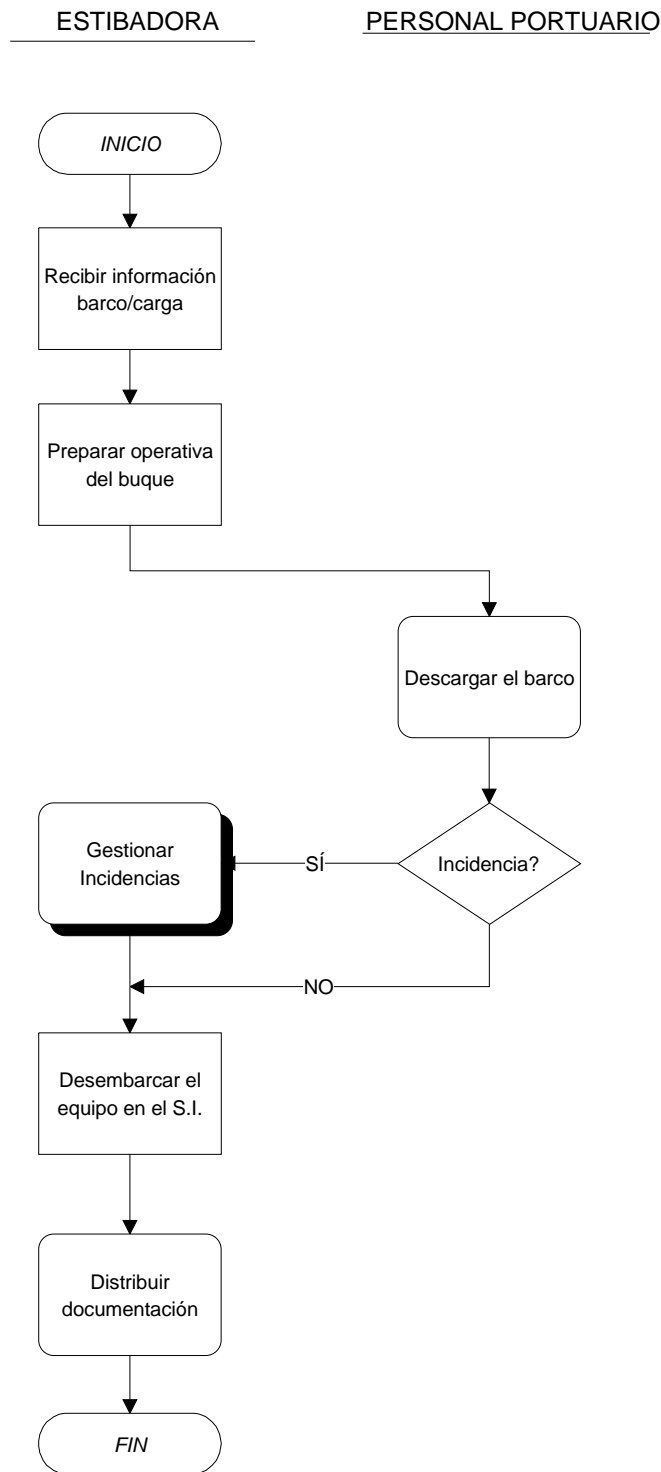 ESTIBADORA
PERSONAL PORTUARIO
INICIO
Recibir información
barco/carga
Preparar operativa
del buque
Descargar el barco
Gestionar
Incidencias
SÍ
Incidencia?
NO
Desembarcar el
equipo en el S.I.
Distribuir
documentación
FIN